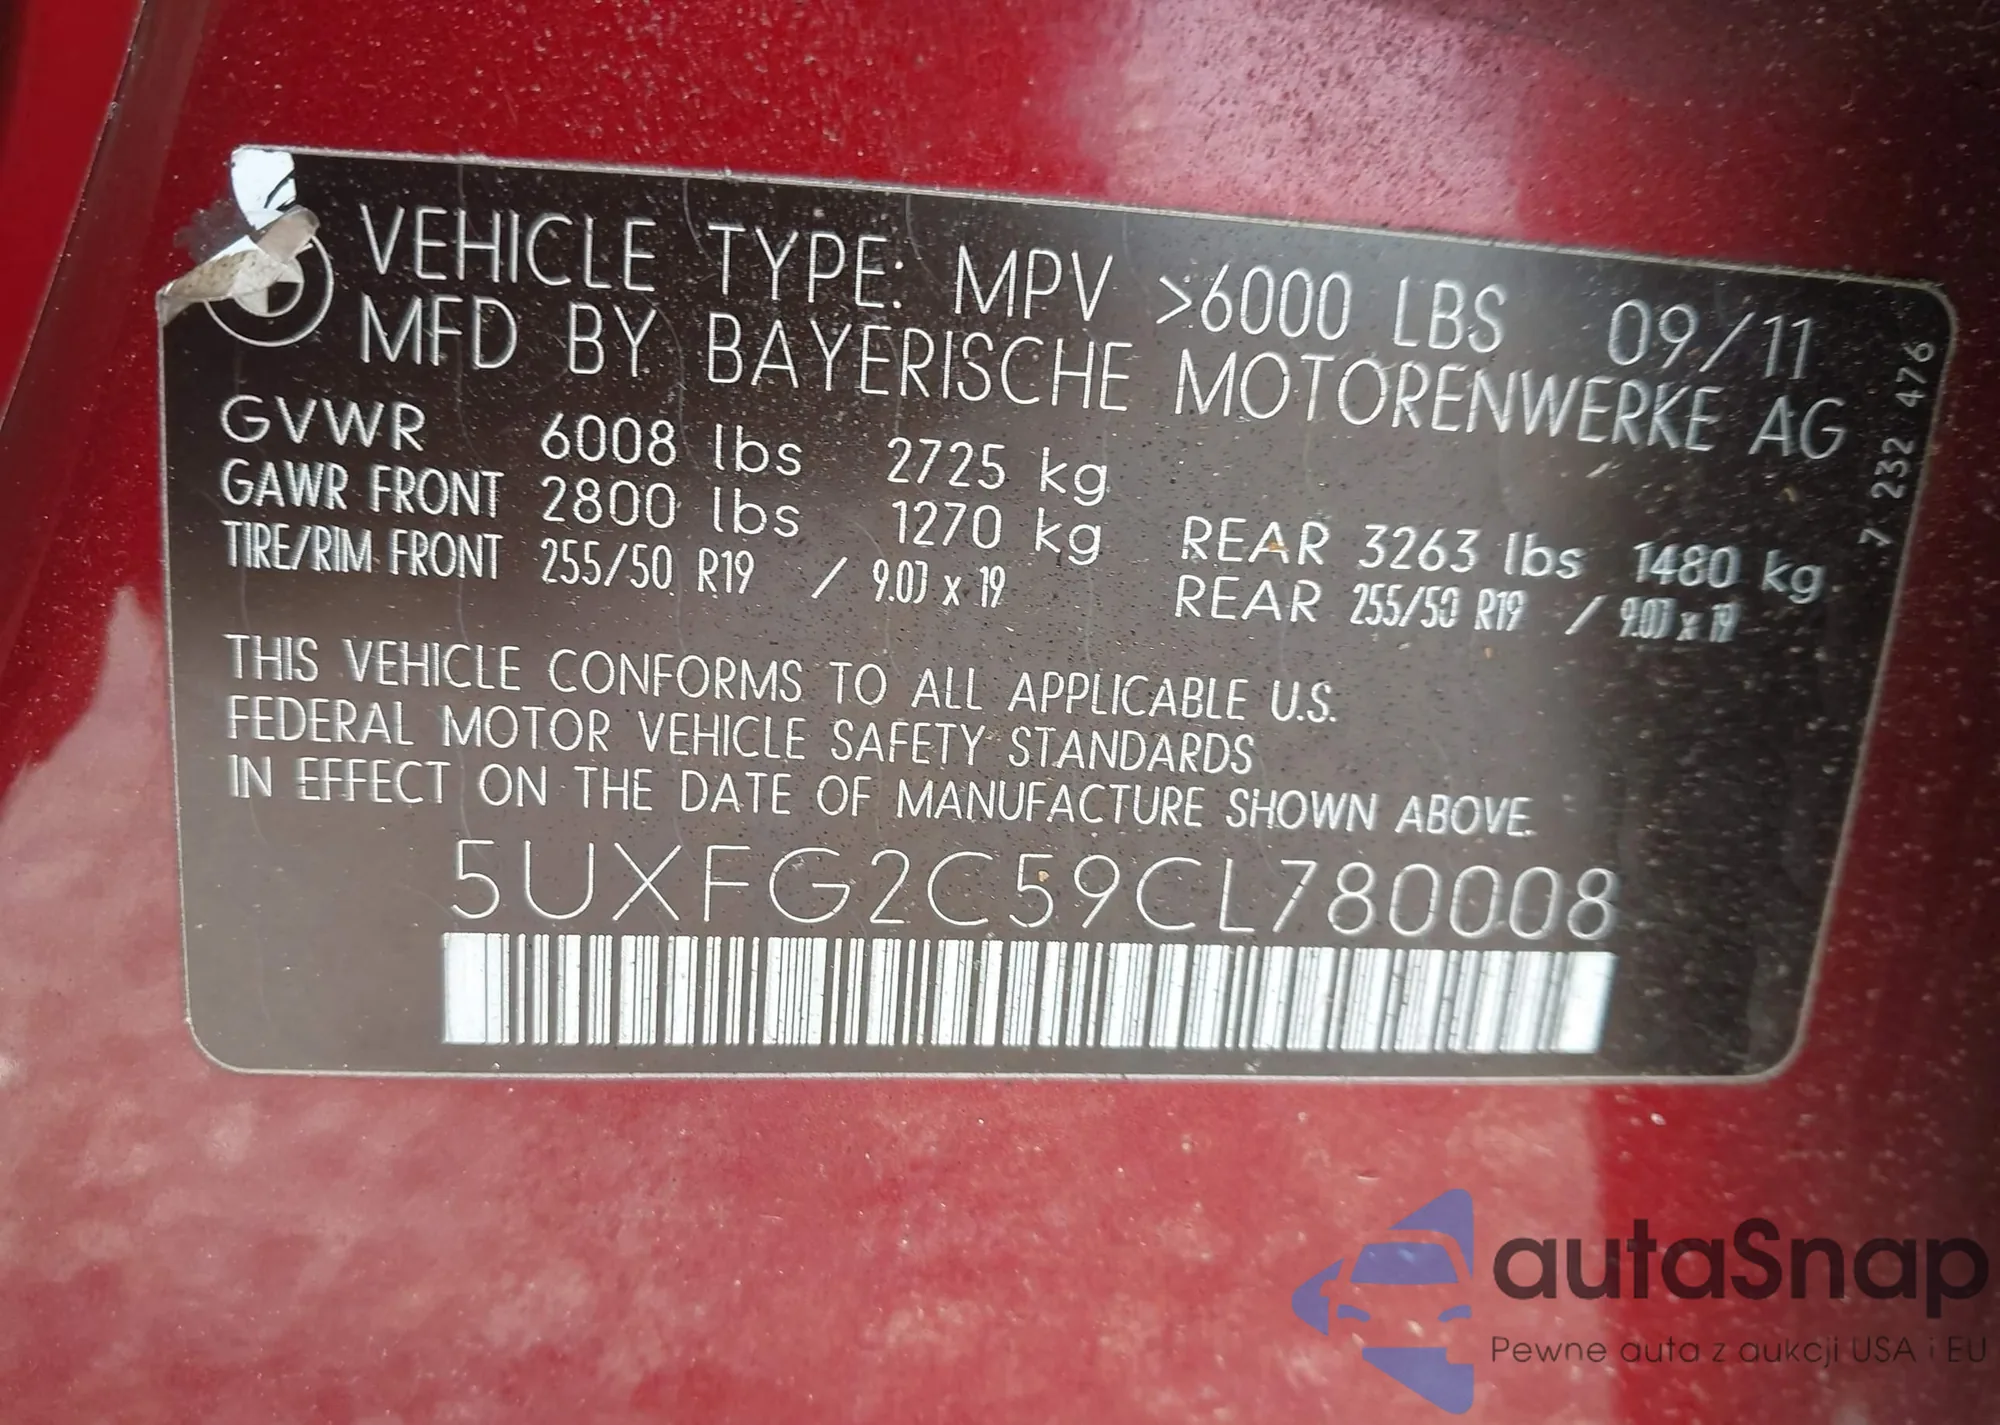 VEHICLE TYPE: MPV >6000 LBS 09/11
MFD BY BAYERISCHE MOTORENWERKE AG
GVWR 6008 lbs 2725 kg
GAWR FRONT 2800 lbs 1270 kg REAR 3263 lbs 1480 kg
TIRE/RIM FRONT 255/50 R19 / 9.0J x 19 REAR 255/50 R19 / 9.0J x 19
7 232 476
THIS VEHICLE CONFORMS TO ALL APPLICABLE U.S.
FEDERAL MOTOR VEHICLE SAFETY STANDARDS
IN EFFECT ON THE DATE OF MANUFACTURE SHOWN ABOVE.
5UXFG2C59CL780008
autaSnap
Pewne auta z aukcji USA i EU